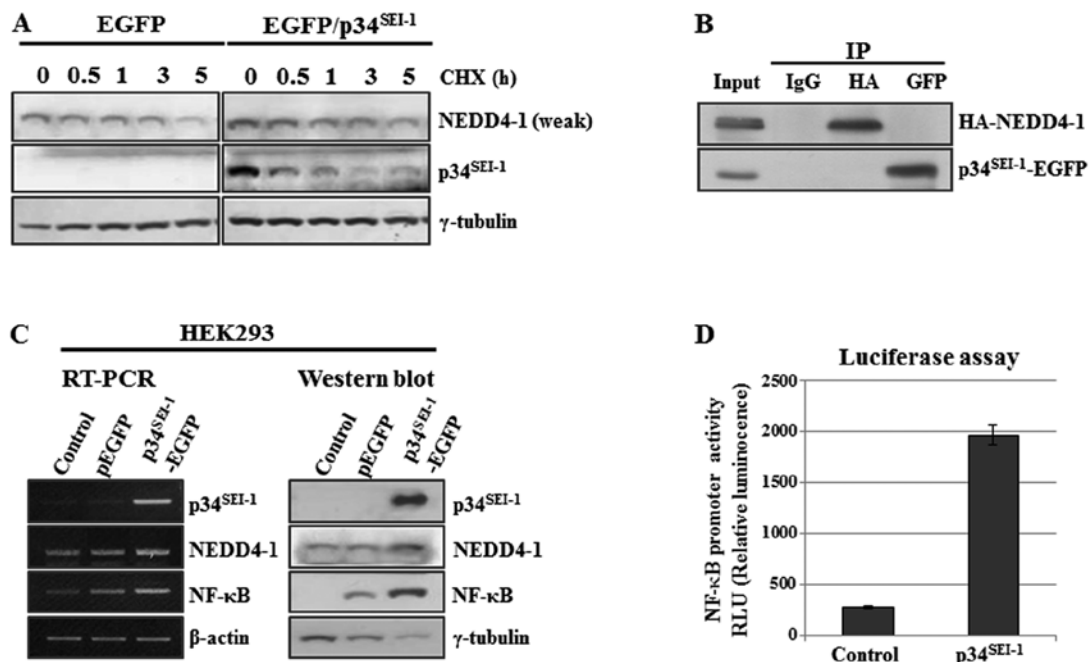 A
EGFP
EGFP/p34SEI-1
0 0.5 1 3 5 0 0.5 1 3 5 CHX (h)
NEDD4-1 (weak)
p34SEI-1
γ-tubulin
B
IP
Input IgG HA GFP
HA-NEDD4-1
p34SEI-1-EGFP
C
HEK293
RT-PCR
Control
pEGFP
p34SEI-1
-EGFP
p34SEI-1
NEDD4-1
NF-κB
β-actin
Western blot
Control
pEGFP
p34SEI-1
-EGFP
p34SEI-1
NEDD4-1
NF-κB
γ-tubulin
D
Luciferase assay
NF-κB promoter activity
RLU (Relative luminocence)
2500
2000
1500
1000
500
0
Control p34SEI-1